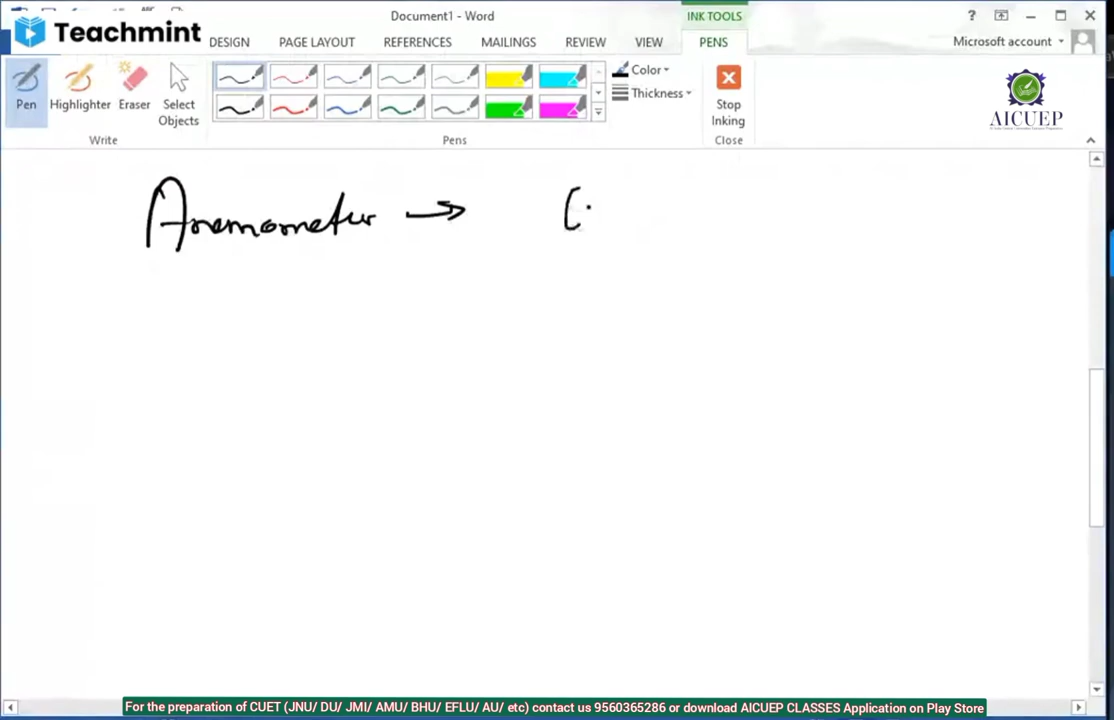 Document1 - Word
INK TOOLS
?
Teachmint
DESIGN
PAGE LAYOUT
REFERENCES
MAILINGS
REVIEW
VIEW
PENS
Microsoft account
Pen
Highlighter
Eraser
Select Objects
Color
Thickness
Stop Inking
Write
Pens
Close
AICUEP
Anemometer →
For the preparation of CUET (JNU/ DU/ JMI/ AMU/ BHU/ EFLU/ AU/ etc) contact us 9560365286 or download AICUEP CLASSES Application on Play Store